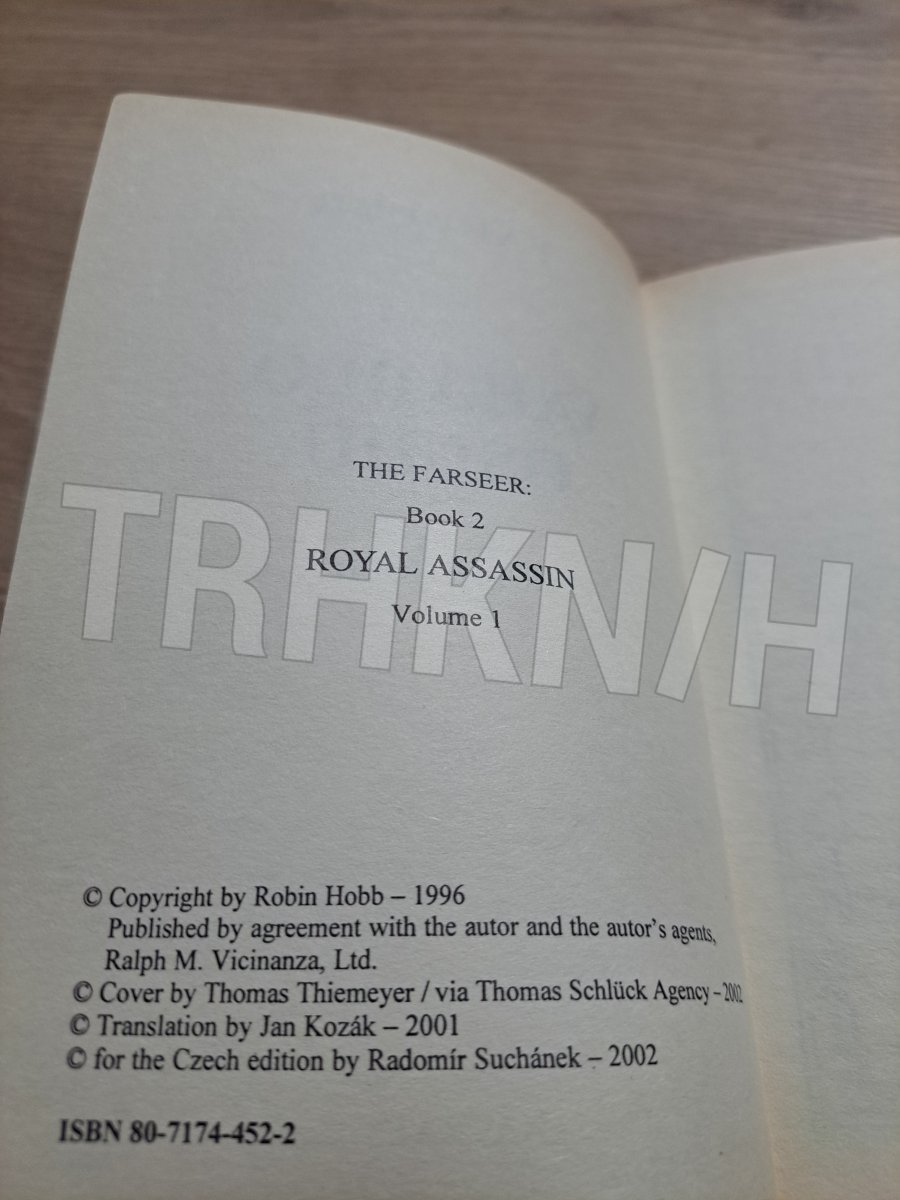 THE FARSEER:
Book 2
ROYAL ASSASSIN
Volume 1
TRHKN/H
© Copyright by Robin Hobb – 1996
Published by agreement with the autor and the autor's agents,
Ralph M. Vicinanza, Ltd.
© Cover by Thomas Thiemeyer / via Thomas Schlück Agency – 2002
© Translation by Jan Kozák – 2001
© for the Czech edition by Radomír Suchánek – 2002
ISBN 80-7174-452-2